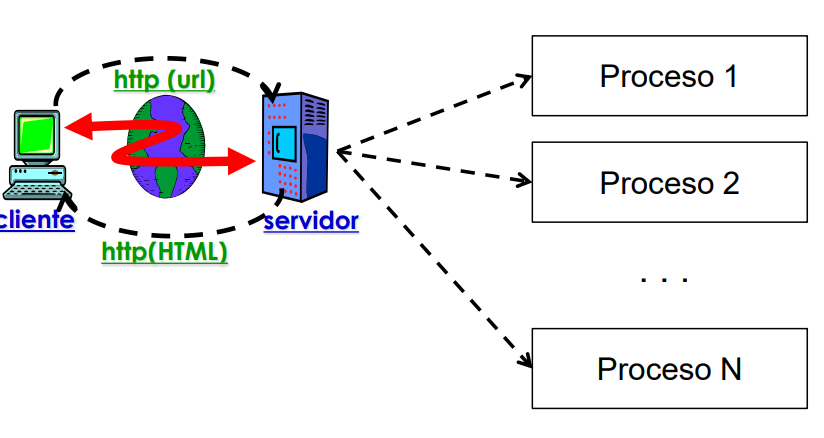 http (url)
cliente
servidor
http(HTML)
Proceso 1
Proceso 2
. . .
Proceso N